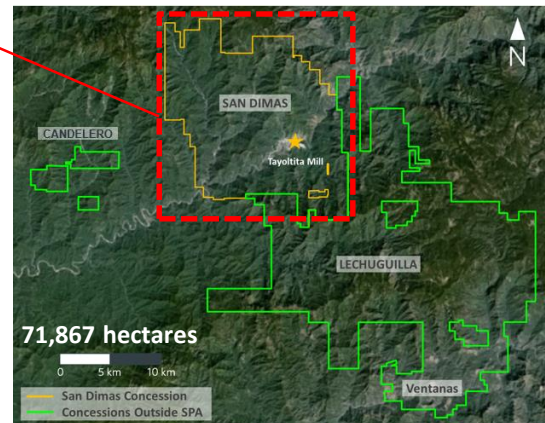 N
SAN DIMAS
CANDELERO
Tayoltita Mill
LECHUGUILLA
71,867 hectares
0 5 km 10 km
Ventanas
San Dimas Concession
Concessions Outside SPA